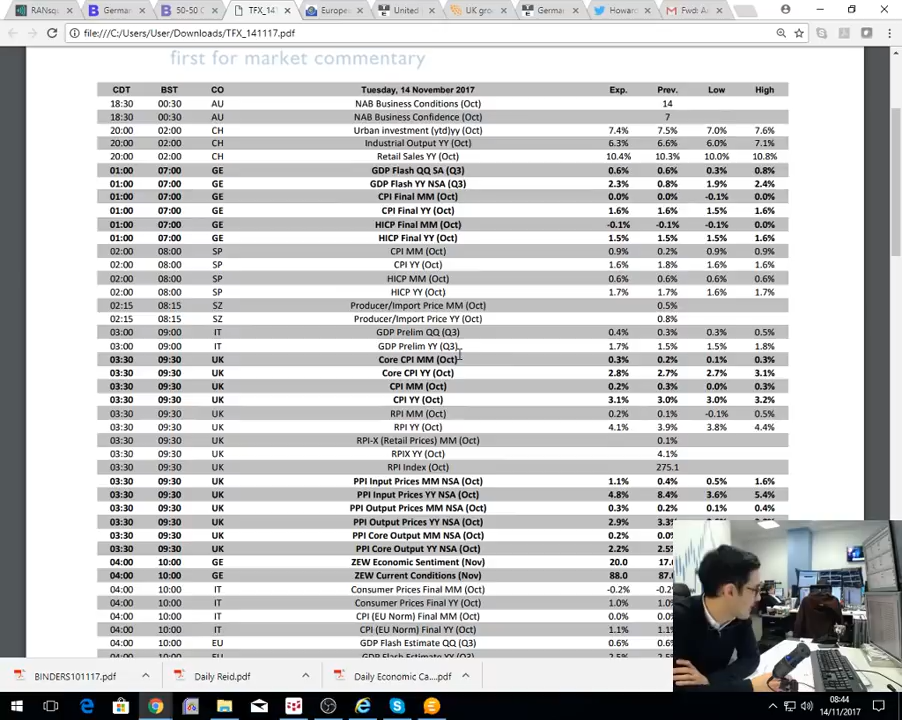 RANsqu
German
50-50 C
TFX_141
Europe
United
UK gro
German
Howar
Fwd: A
file:///C:/Users/User/Downloads/TFX_141117.pdf
first for market commentary
CDT BST CO Tuesday, 14 November 2017 Exp. Prev. Low High
18:30 00:30 AU NAB Business Conditions (Oct) 14
18:30 00:30 AU NAB Business Confidence (Oct) 7
20:00 02:00 CH Urban investment (ytd)yy (Oct) 7.4% 7.5% 7.0% 7.6%
20:00 02:00 CH Industrial Output YY (Oct) 6.3% 6.6% 6.0% 7.1%
20:00 02:00 CH Retail Sales YY (Oct) 10.4% 10.3% 10.0% 10.8%
01:00 07:00 GE GDP Flash QQ SA (Q3) 0.6% 0.6% 0.3% 0.8%
01:00 07:00 GE GDP Flash YY NSA (Q3) 2.3% 0.8% 1.9% 2.4%
01:00 07:00 GE CPI Final MM (Oct) 0.0% 0.0% -0.1% 0.0%
01:00 07:00 GE CPI Final YY (Oct) 1.6% 1.6% 1.5% 1.6%
01:00 07:00 GE HICP Final MM (Oct) -0.1% -0.1% -0.1% 0.0%
01:00 07:00 GE HICP Final YY (Oct) 1.5% 1.5% 1.5% 1.6%
02:00 08:00 SP CPI MM (Oct) 0.9% 0.2% 0.9% 0.9%
02:00 08:00 SP CPI YY (Oct) 1.6% 1.8% 1.6% 1.6%
02:00 08:00 SP HICP MM (Oct) 0.6% 0.6% 0.6% 0.6%
02:00 08:00 SP HICP YY (Oct) 1.7% 1.7% 1.6% 1.7%
02:15 08:15 SZ Producer/Import Price MM (Oct) 0.5%
02:15 08:15 SZ Producer/Import Price YY (Oct) 0.8%
03:00 09:00 IT GDP Prelim QQ (Q3) 0.4% 0.3% 0.3% 0.5%
03:00 09:00 IT GDP Prelim YY (Q3) 1.7% 1.5% 1.5% 1.8%
03:30 09:30 UK Core CPI MM (Oct) 0.3% 0.2% 0.1% 0.3%
03:30 09:30 UK Core CPI YY (Oct) 2.8% 2.7% 2.7% 3.1%
03:30 09:30 UK CPI MM (Oct) 0.2% 0.3% 0.0% 0.3%
03:30 09:30 UK CPI YY (Oct) 3.1% 3.0% 3.0% 3.2%
03:30 09:30 UK RPI MM (Oct) 0.2% 0.1% -0.1% 0.5%
03:30 09:30 UK RPI YY (Oct) 4.1% 3.9% 3.8% 4.4%
03:30 09:30 UK RPI-X (Retail Prices) MM (Oct) 0.1%
03:30 09:30 UK RPIX YY (Oct) 4.1%
03:30 09:30 UK RPI Index (Oct) 275.1
03:30 09:30 UK PPI Input Prices MM NSA (Oct) 1.1% 0.4% 0.5% 1.6%
03:30 09:30 UK PPI Input Prices YY NSA (Oct) 4.8% 8.4% 3.6% 5.4%
03:30 09:30 UK PPI Output Prices MM NSA (Oct) 0.3% 0.2% 0.1% 0.4%
03:30 09:30 UK PPI Output Prices YY NSA (Oct) 2.9% 3.3%
03:30 09:30 UK PPI Core Output MM NSA (Oct) 0.2% 0.0%
03:30 09:30 UK PPI Core Output YY NSA (Oct) 2.2% 2.5%
04:00 10:00 GE ZEW Economic Sentiment (Nov) 20.0 17.
04:00 10:00 GE ZEW Current Conditions (Nov) 88.0 87.
04:00 10:00 IT Consumer Prices Final MM (Oct) -0.2% -0.2
04:00 10:00 IT Consumer Prices Final YY (Oct) 1.0% 1.0
04:00 10:00 IT CPI (EU Norm) Final MM (Oct) 0.0% 0.0
04:00 10:00 IT CPI (EU Norm) Final YY (Oct) 1.1% 1.1
04:00 10:00 EU GDP Flash Estimate QQ (Q3) 0.6% 0.6
BINDERS101117.pdf
Daily Reid.pdf
Daily Economic Ca....pdf
08:44
14/11/2017